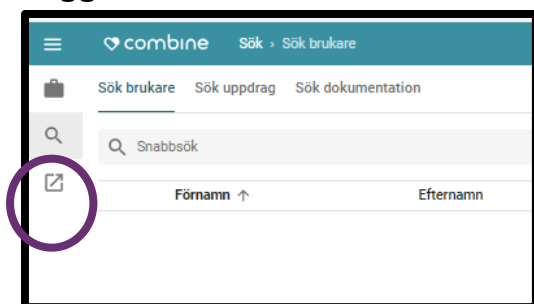 combine Sök › Sök brukare
Sök brukare Sök uppdrag Sök dokumentation
Snabbsök
Förnamn ↑ Efternamn